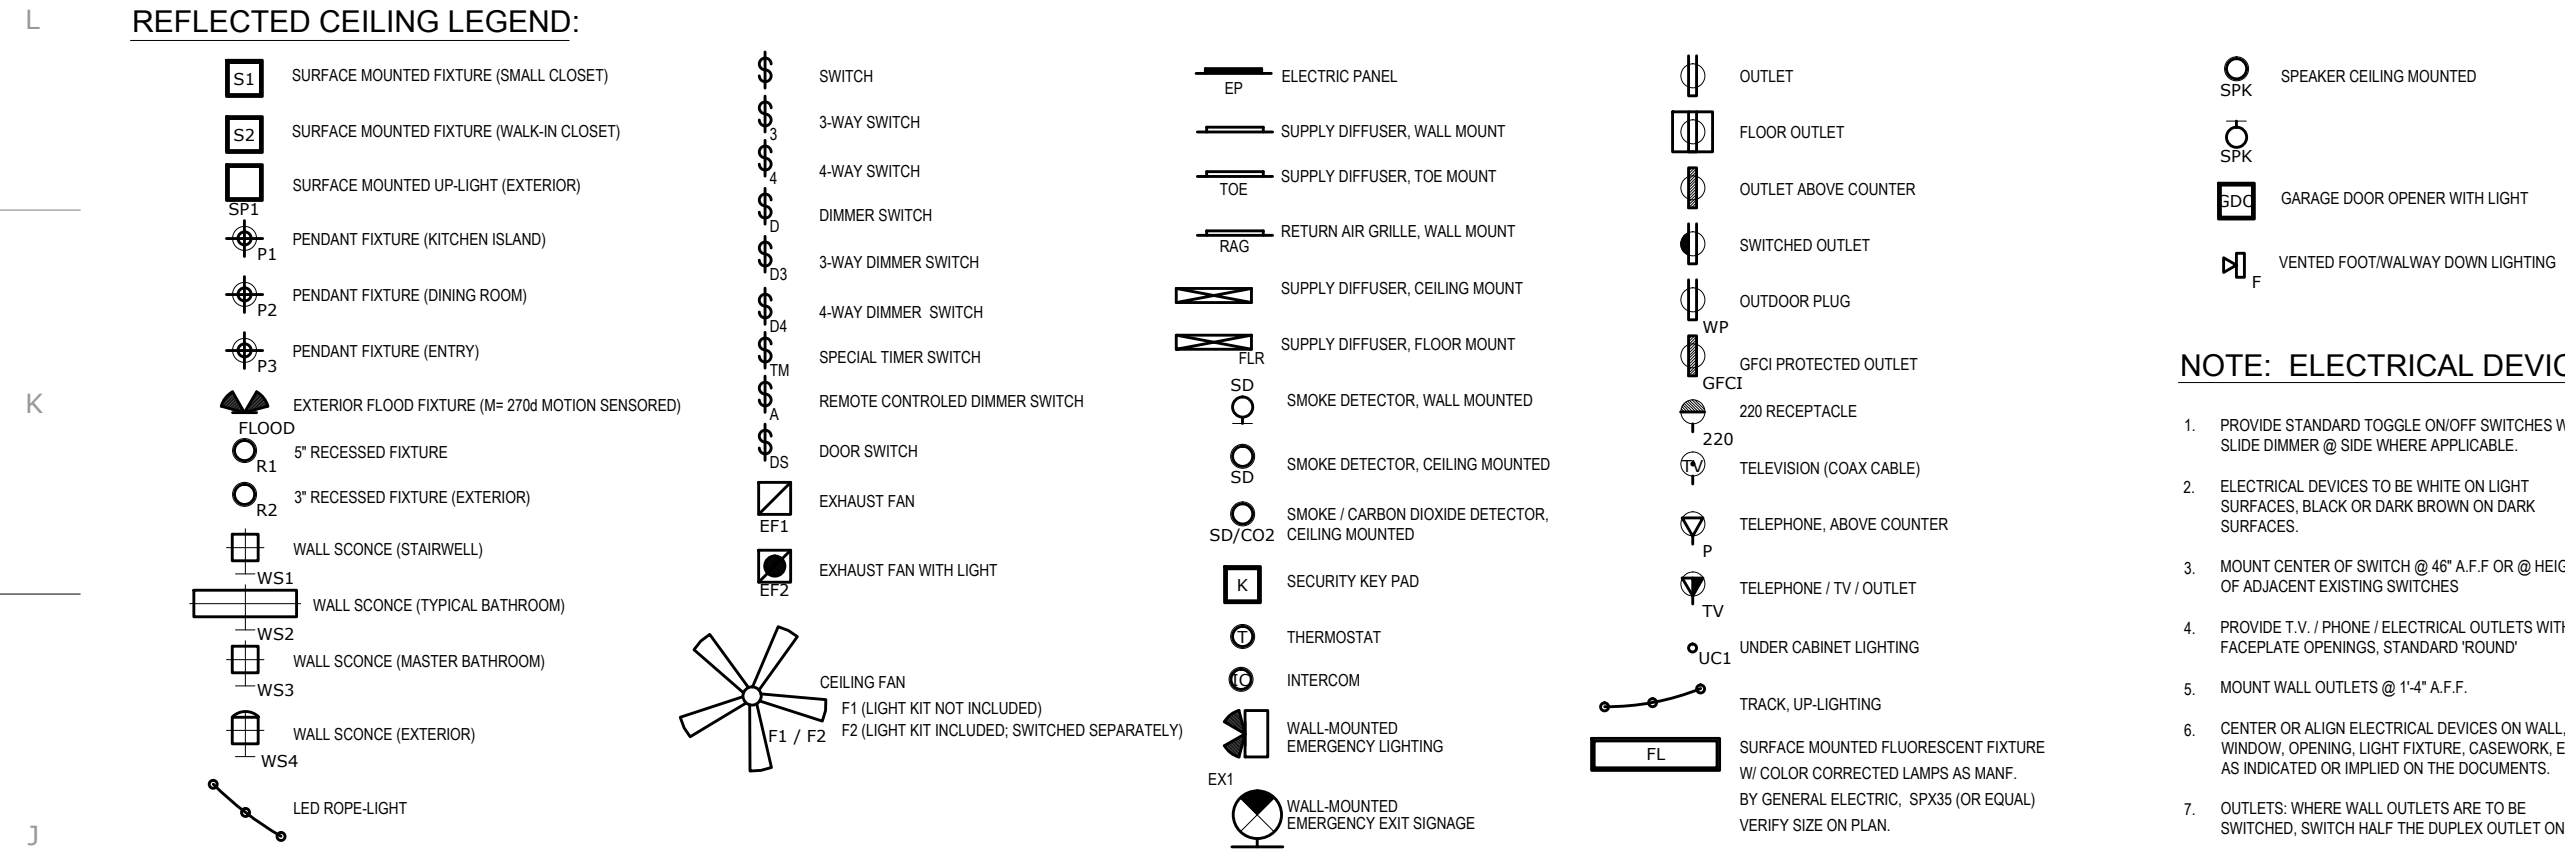 L
REFLECTED CEILING LEGEND:
S1 SURFACE MOUNTED FIXTURE (SMALL CLOSET)
S2 SURFACE MOUNTED FIXTURE (WALK-IN CLOSET)
SURFACE MOUNTED UP-LIGHT (EXTERIOR)
SP1
PENDANT FIXTURE (KITCHEN ISLAND)
P1
PENDANT FIXTURE (DINING ROOM)
P2
PENDANT FIXTURE (ENTRY)
P3
K
EXTERIOR FLOOD FIXTURE (M= 270d MOTION SENSORED)
FLOOD
5" RECESSED FIXTURE
R1
3" RECESSED FIXTURE (EXTERIOR)
R2
WALL SCONCE (STAIRWELL)
WS1
WALL SCONCE (TYPICAL BATHROOM)
WS2
WALL SCONCE (MASTER BATHROOM)
WS3
WALL SCONCE (EXTERIOR)
WS4
LED ROPE-LIGHT
J
$ SWITCH
$3 3-WAY SWITCH
$4 4-WAY SWITCH
$D DIMMER SWITCH
$D3 3-WAY DIMMER SWITCH
$D4 4-WAY DIMMER SWITCH
$TM SPECIAL TIMER SWITCH
$A REMOTE CONTROLED DIMMER SWITCH
$DS DOOR SWITCH
EXHAUST FAN
EF1
EXHAUST FAN WITH LIGHT
EF2
CEILING FAN
F1 (LIGHT KIT NOT INCLUDED)
F1 / F2 F2 (LIGHT KIT INCLUDED; SWITCHED SEPARATELY)
ELECTRIC PANEL
EP
SUPPLY DIFFUSER, WALL MOUNT
SUPPLY DIFFUSER, TOE MOUNT
TOE
RETURN AIR GRILLE, WALL MOUNT
RAG
SUPPLY DIFFUSER, CEILING MOUNT
SUPPLY DIFFUSER, FLOOR MOUNT
FLR
SD
SMOKE DETECTOR, WALL MOUNTED
SMOKE DETECTOR, CEILING MOUNTED
SD
SMOKE / CARBON DIOXIDE DETECTOR,
SD/CO2 CEILING MOUNTED
K SECURITY KEY PAD
T THERMOSTAT
IC INTERCOM
WALL-MOUNTED
EMERGENCY LIGHTING
EX1
WALL-MOUNTED
EMERGENCY EXIT SIGNAGE
OUTLET
FLOOR OUTLET
OUTLET ABOVE COUNTER
SWITCHED OUTLET
OUTDOOR PLUG
WP
GFCI PROTECTED OUTLET
GFCI
220 RECEPTACLE
220
TV TELEVISION (COAX CABLE)
TELEPHONE, ABOVE COUNTER
P
TELEPHONE / TV / OUTLET
TV
UNDER CABINET LIGHTING
UC1
TRACK, UP-LIGHTING
FL SURFACE MOUNTED FLUORESCENT FIXTURE
W/ COLOR CORRECTED LAMPS AS MANF.
BY GENERAL ELECTRIC, SPX35 (OR EQUAL)
VERIFY SIZE ON PLAN.
SPEAKER CEILING MOUNTED
SPK
SPK
GDO GARAGE DOOR OPENER WITH LIGHT
VENTED FOOT/WALWAY DOWN LIGHTING
F
NOTE: ELECTRICAL
1. PROVIDE STANDARD TOGGLE ON/OFF SWITCHES
SLIDE DIMMER @ SIDE WHERE APPLICABLE.
2. ELECTRICAL DEVICES TO BE WHITE ON LIGHT
SURFACES, BLACK OR DARK BROWN ON DARK
SURFACES.
3. MOUNT CENTER OF SWITCH @ 46" A.F.F OR @
OF ADJACENT EXISTING SWITCHES
4. PROVIDE T.V. / PHONE / ELECTRICAL OUTLETS
FACEPLATE OPENINGS, STANDARD 'ROUND'
5. MOUNT WALL OUTLETS @ 1'-4" A.F.F.
6. CENTER OR ALIGN ELECTRICAL DEVICES ON WALL,
WINDOW, OPENING, LIGHT FIXTURE, CASEWORK,
AS INDICATED OR IMPLIED ON THE DOCUMENTS.
7. OUTLETS: WHERE WALL OUTLETS ARE TO BE
SWITCHED, SWITCH HALF THE DUPLEX OUTLET